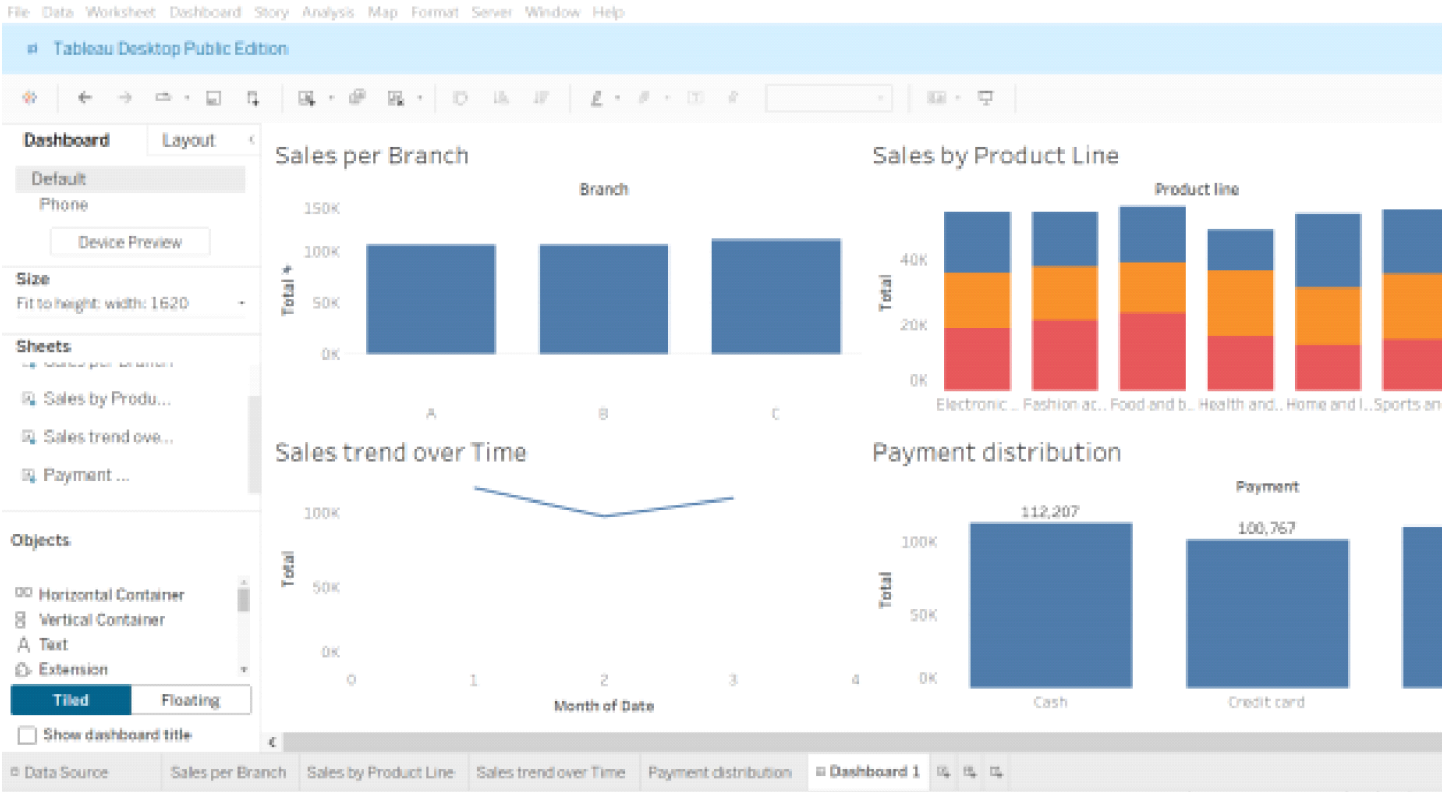 File Data Worksheet Dashboard Story Analysis Map Format Server Window Help
Tableau Desktop Public Edition
Dashboard Layout
Default
Phone
Device Preview
Size
Fit to height: width: 1620
Sheets
Sales per Branch
Sales by Produ...
Sales trend ove...
Payment ...
Objects
Horizontal Container
Vertical Container
A Text
Extension
Tiled Floating
Show dashboard title
Sales per Branch
Branch
150K
100K
50K
0K
Total
A B C
Sales by Product Line
Product line
40K
20K
0K
Total
Electronic .. Fashion ac.. Food and b.. Health and.. Home and l.. Sports an
Sales trend over Time
100K
50K
0K
Total
0 1 2 3 4
Month of Date
Payment distribution
Payment
112,207
100,767
100K
50K
0K
Total
Cash Credit card
Data Source Sales per Branch Sales by Product Line Sales trend over Time Payment distribution Dashboard 1